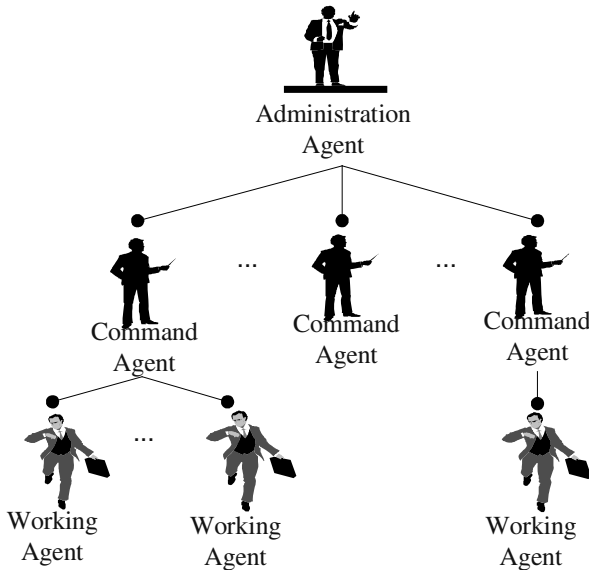 Administration
Agent
...
...
Command
Agent
Command
Agent
Command
Agent
...
Working
Agent
Working
Agent
Working
Agent